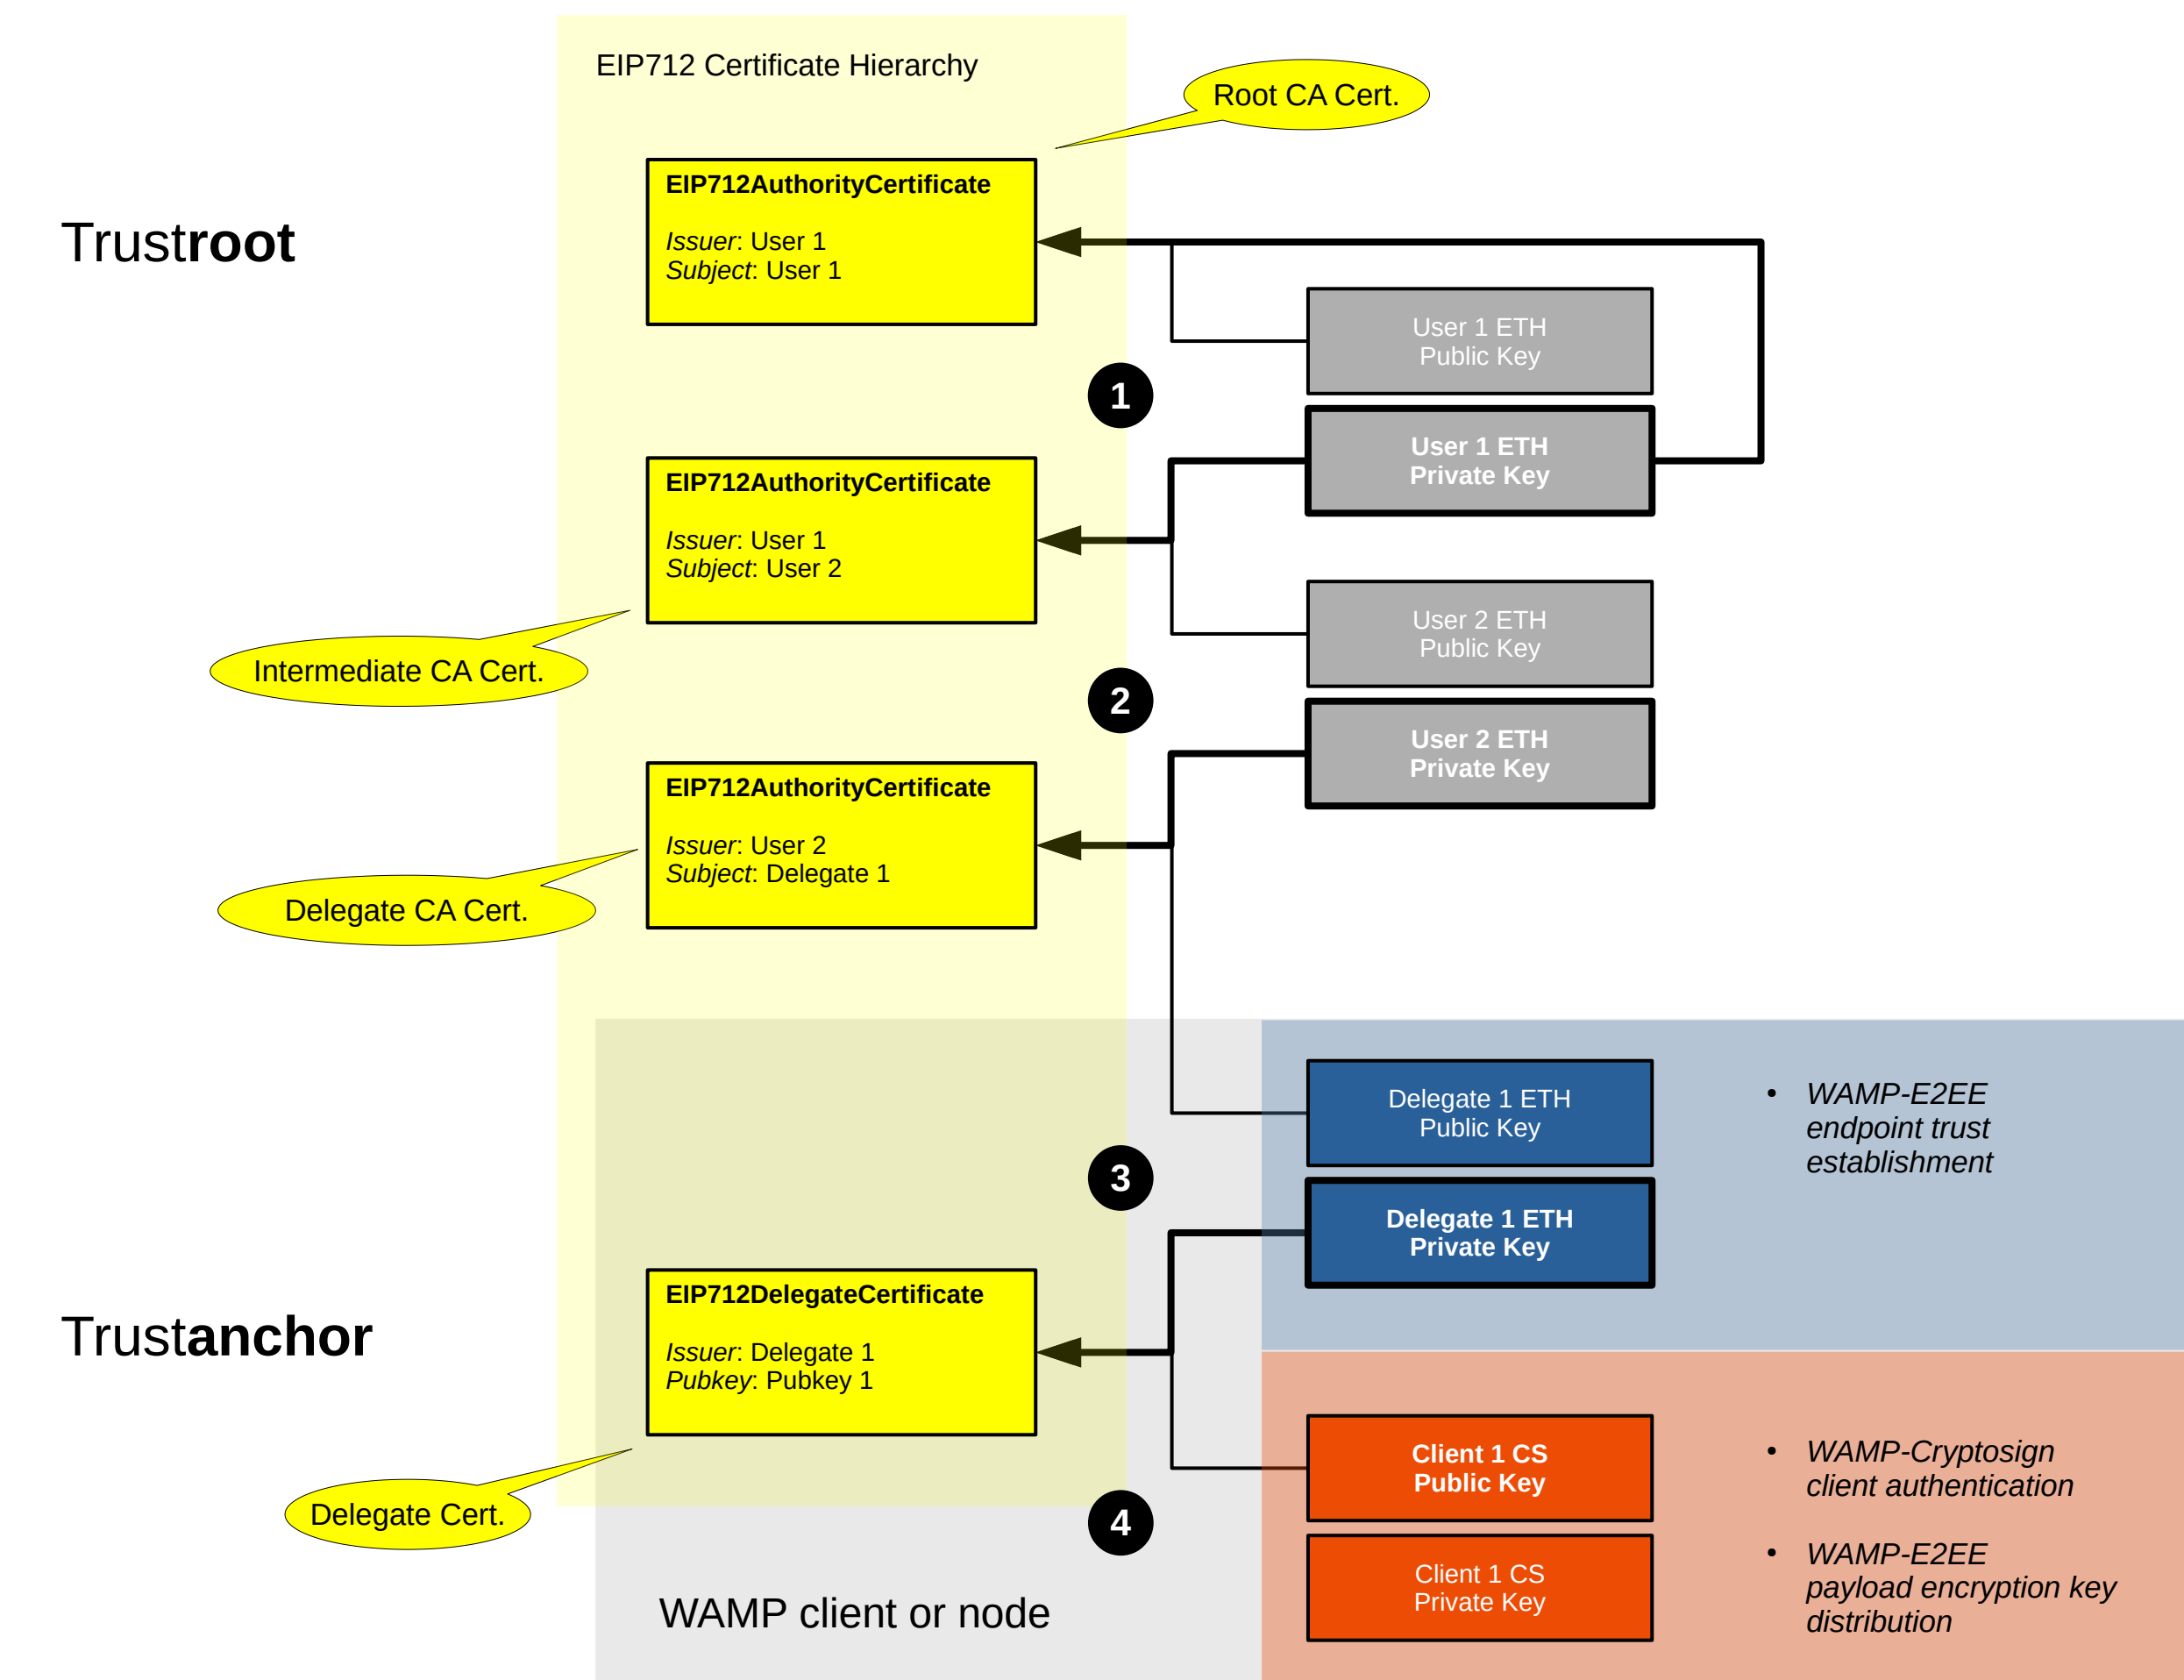 EIP712 Certificate Hierarchy
Root CA Cert.
Trustroot
EIP712AuthorityCertificate
Issuer: User 1
Subject: User 1
User 1 ETH
Public Key
1
User 1 ETH
Private Key
EIP712AuthorityCertificate
Issuer: User 1
Subject: User 2
Intermediate CA Cert.
User 2 ETH
Public Key
2
User 2 ETH
Private Key
EIP712AuthorityCertificate
Issuer: User 2
Subject: Delegate 1
Delegate CA Cert.
Delegate 1 ETH
Public Key
• WAMP-E2EE
endpoint trust
establishment
3
Delegate 1 ETH
Private Key
Trustanchor
EIP712DelegateCertificate
Issuer: Delegate 1
Pubkey: Pubkey 1
Delegate Cert.
Client 1 CS
Public Key
• WAMP-Cryptosign
client authentication
4
Client 1 CS
Private Key
• WAMP-E2EE
payload encryption key
distribution
WAMP client or node